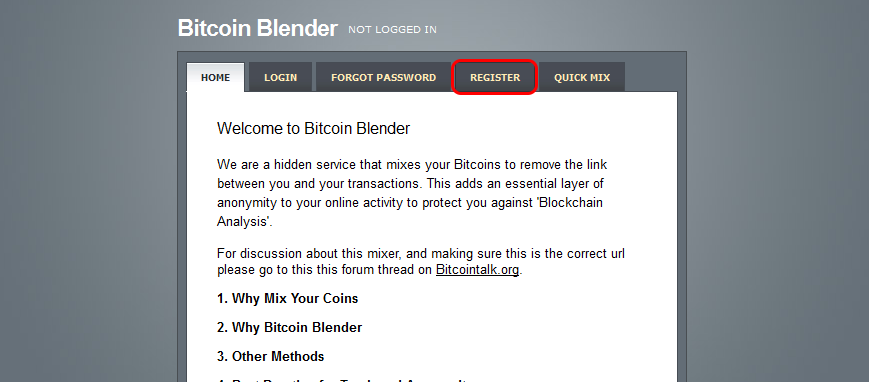 Bitcoin Blender NOT LOGGED IN
HOME LOGIN FORGOT PASSWORD REGISTER QUICK MIX
Welcome to Bitcoin Blender
We are a hidden service that mixes your Bitcoins to remove the link
between you and your transactions. This adds an essential layer of
anonymity to your online activity to protect you against 'Blockchain
Analysis'.
For discussion about this mixer, and making sure this is the correct url
please go to this this forum thread on Bitcointalk.org.
1. Why Mix Your Coins
2. Why Bitcoin Blender
3. Other Methods